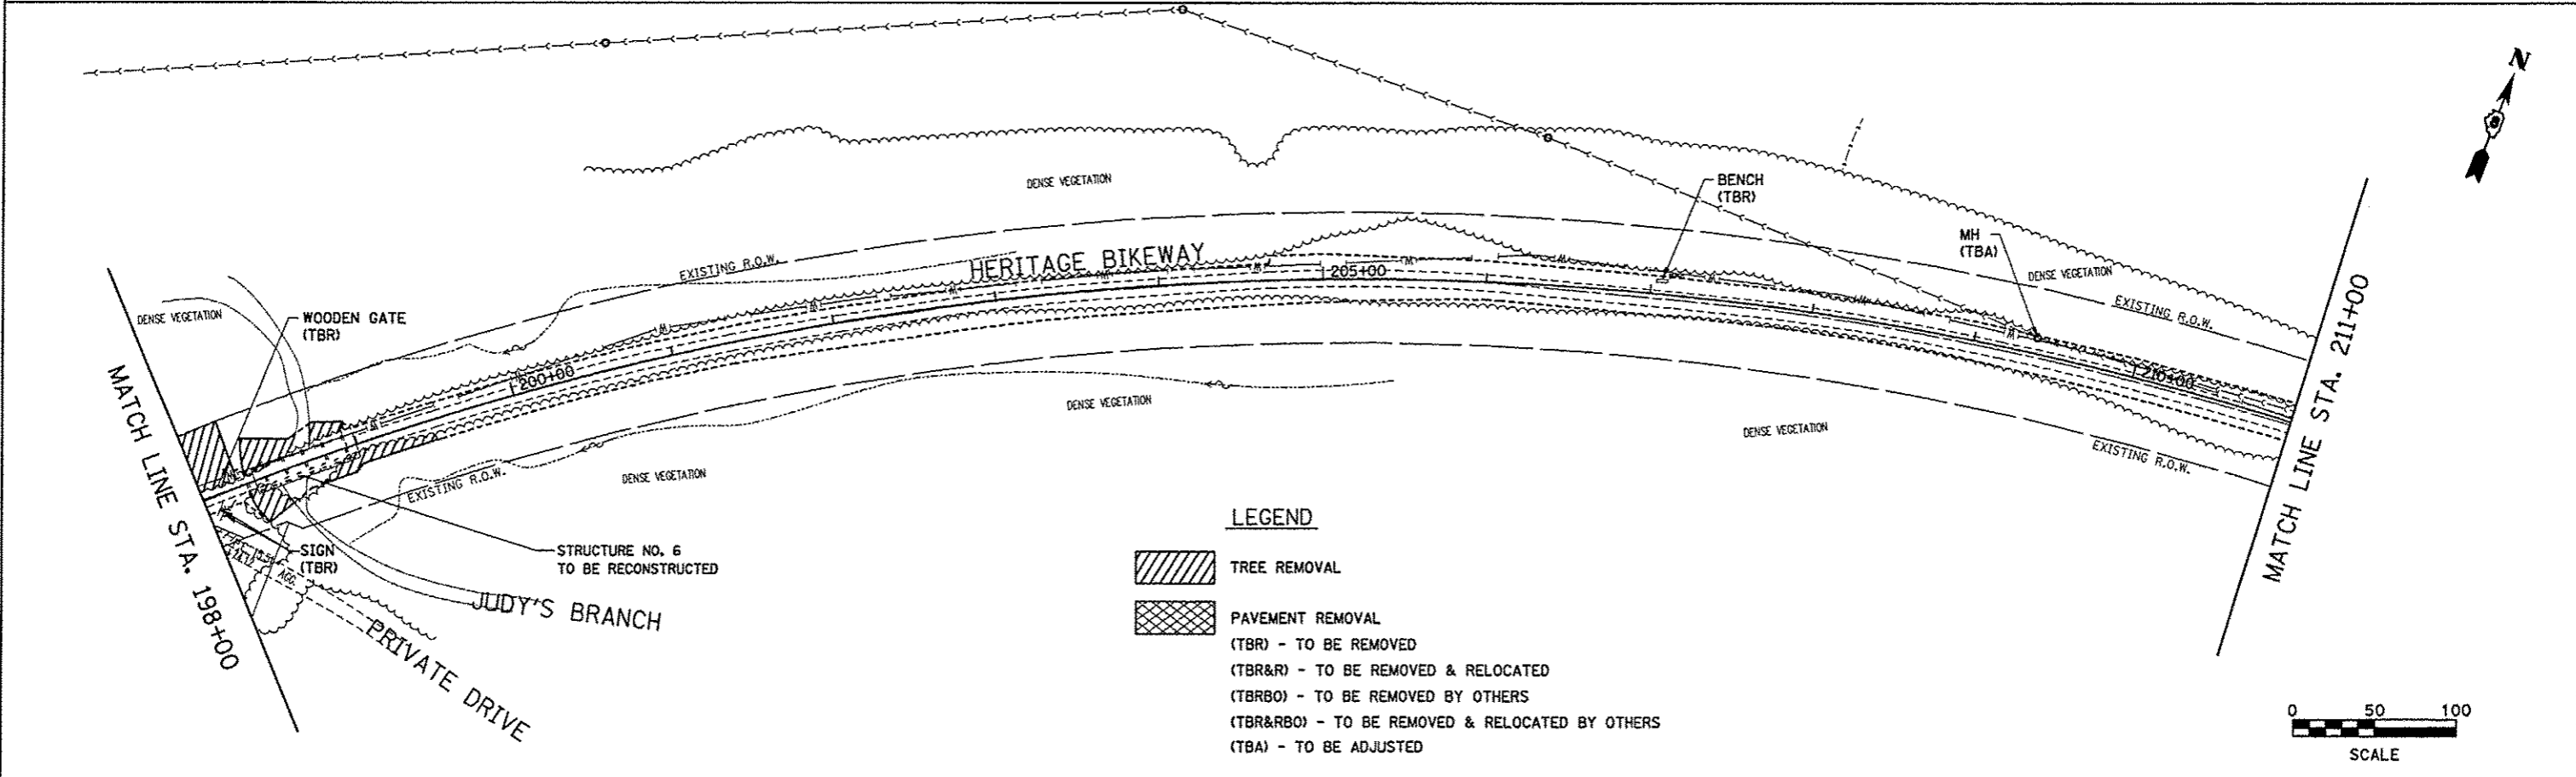 N
BENCH
(TBR)
DENSE VEGETATION
MH
(TBA)
DENSE VEGETATION
EXISTING R.O.W.
HERITAGE BIKEWAY
EXISTING R.O.W.
205+00
DENSE VEGETATION
WOODEN GATE
(TBR)
200+00
210+00
MATCH LINE STA. 211+00
MATCH LINE STA. 198+00
DENSE VEGETATION
DENSE VEGETATION
EXISTING R.O.W.
DENSE VEGETATION
EXISTING R.O.W.
SIGN
(TBR)
STRUCTURE NO. 6
TO BE RECONSTRUCTED
AGG.
JUDY'S BRANCH
PRIVATE DRIVE
LEGEND
TREE REMOVAL
PAVEMENT REMOVAL
(TBR) - TO BE REMOVED
(TBR&R) - TO BE REMOVED & RELOCATED
(TBRBO) - TO BE REMOVED BY OTHERS
(TBR&RBO) - TO BE REMOVED & RELOCATED BY OTHERS
(TBA) - TO BE ADJUSTED
0 50 100
SCALE